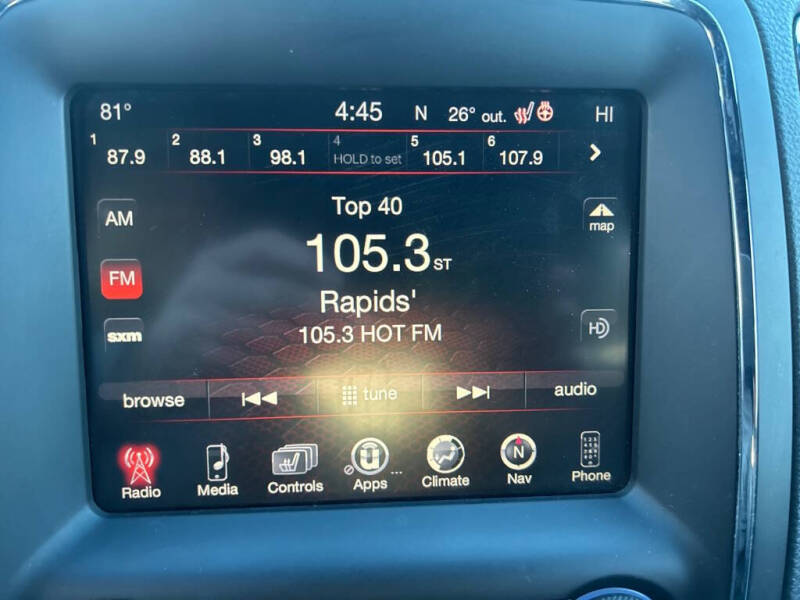 81° 4:45 N 26° out. HI
1 87.9 2 88.1 3 98.1 4 HOLD to set 5 105.1 6 107.9
AM Top 40 map
FM 105.3 ST
Rapids'
sxm 105.3 HOT FM HD
browse tune audio
Radio Media Controls Apps ... Climate N Nav Phone